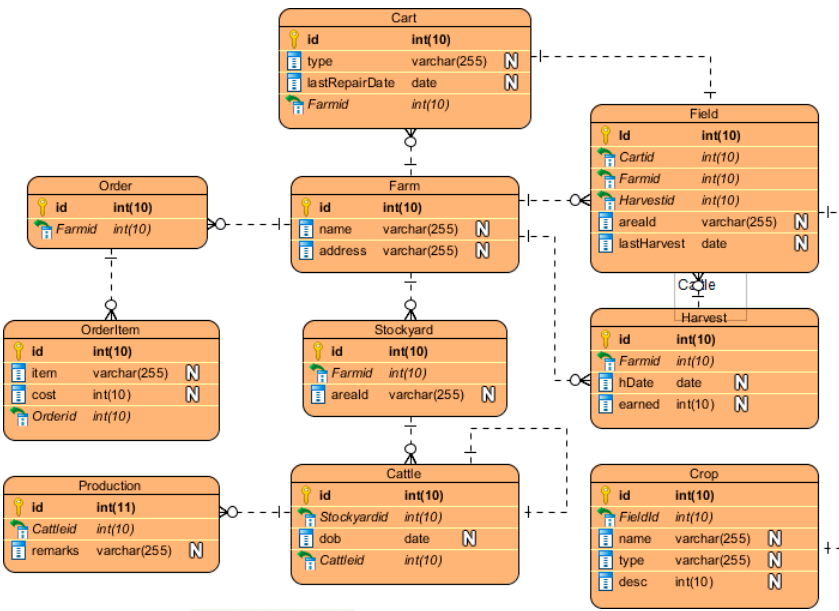 Cart
id int(10)
type varchar(255) N
lastRepairDate date N
Farmid int(10)
Field
Id int(10)
Cartid int(10)
Farmid int(10)
Harvestid int(10)
areaId varchar(255) N
lastHarvest date N
Order
id int(10)
Farmid int(10)
Farm
id int(10)
name varchar(255) N
address varchar(255) N
Cattle
Harvest
id int(10)
Farmid int(10)
hDate date N
earned int(10) N
OrderItem
id int(10)
item varchar(255) N
cost int(10) N
Orderid int(10)
Stockyard
id int(10)
Farmid int(10)
areaId varchar(255) N
Production
id int(11)
Cattleid int(10)
remarks varchar(255) N
Cattle
id int(10)
Stockyardid int(10)
dob date N
Cattleid int(10)
Crop
id int(10)
FieldId int(10)
name varchar(255) N
type varchar(255) N
desc int(10) N